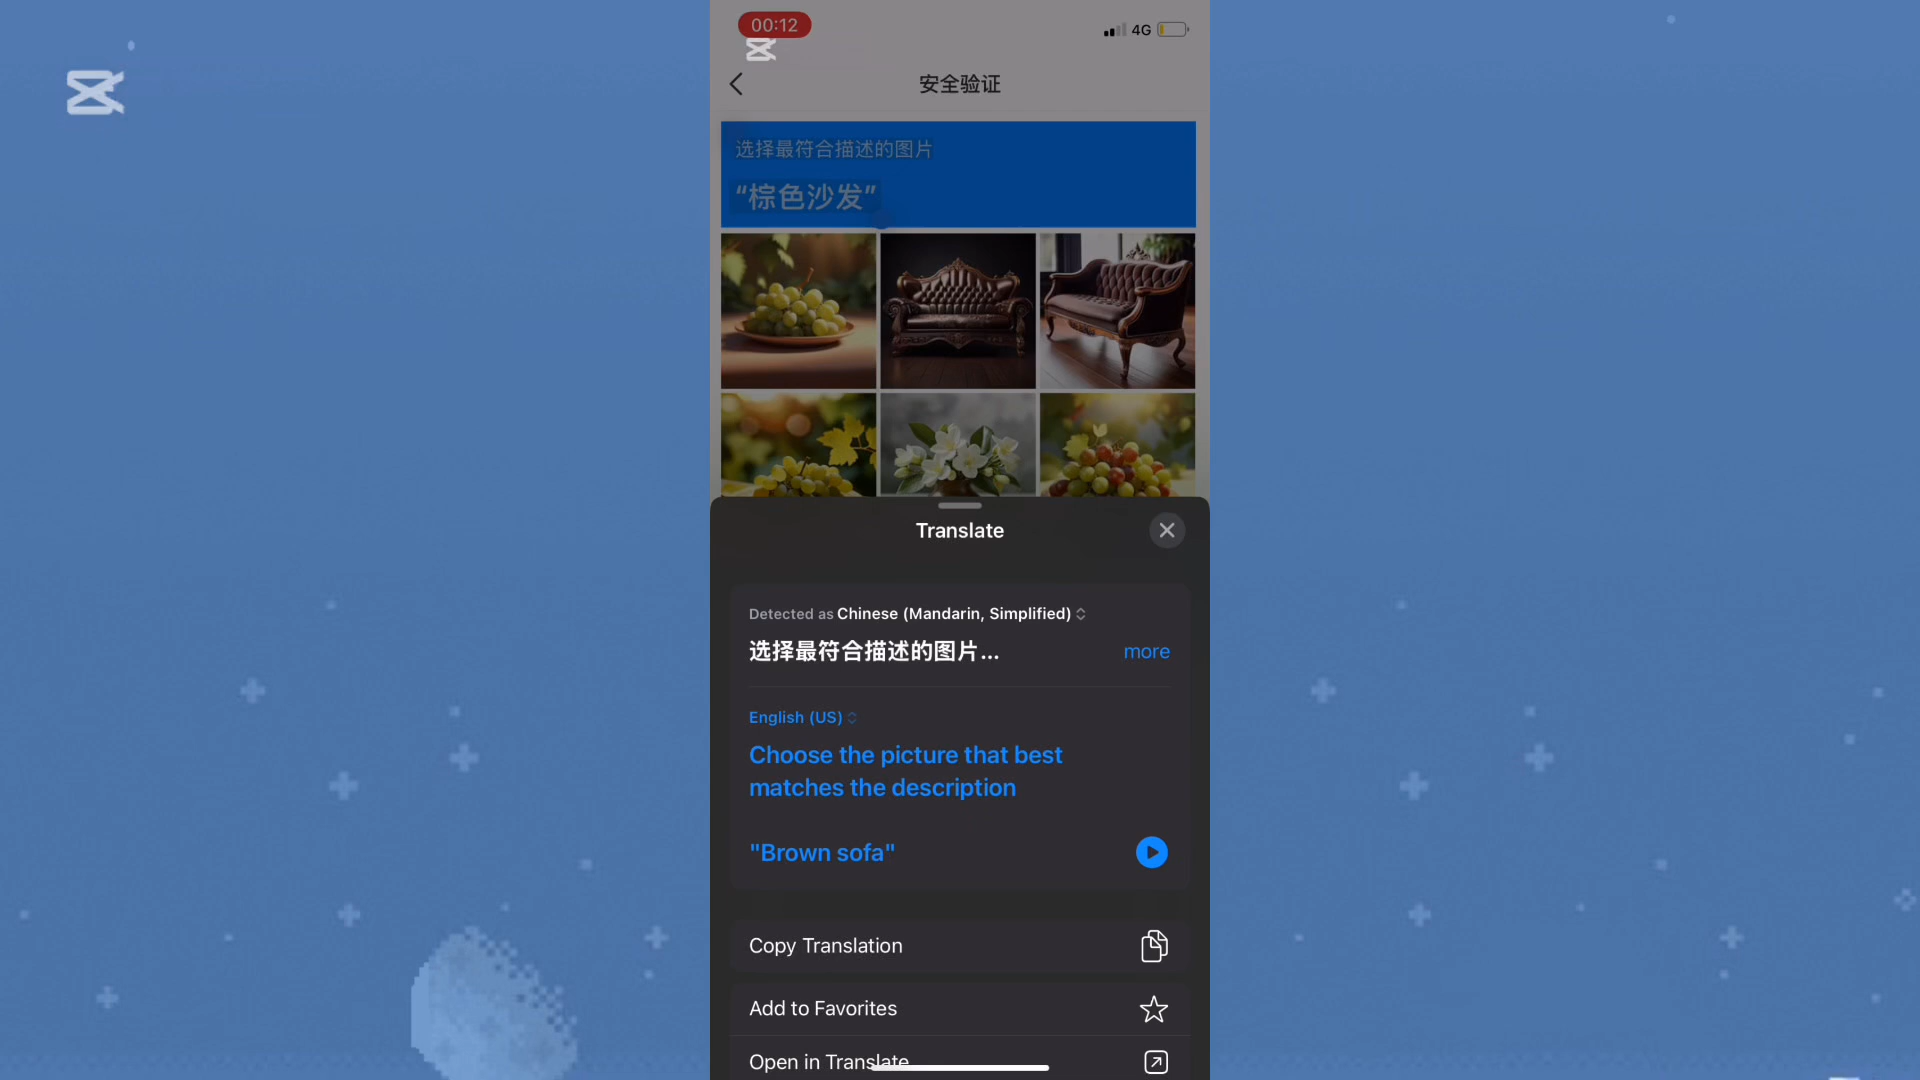 00:12
4G
安全验证
选择最符合描述的图片
“棕色沙发”
Translate
Detected as Chinese (Mandarin, Simplified)
选择最符合描述的图片...
more
English (US)
Choose the picture that best
matches the description
"Brown sofa"
Copy Translation
Add to Favorites
Open in Translate